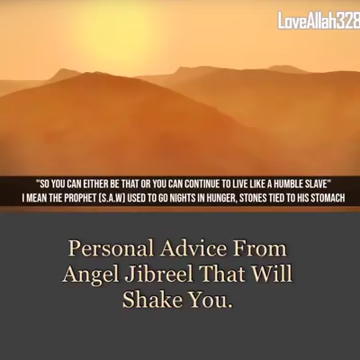 LoveAllah328
"SO YOU CAN EITHER BE THAT OR YOU CAN CONTINUE TO LIVE LIKE A HUMBLE SLAVE"
I MEAN THE PROPHET (S.A.W) USED TO GO NIGHTS IN HUNGER, STONES TIED TO HIS STOMACH
Personal Advice From
Angel Jibreel That Will
Shake You.